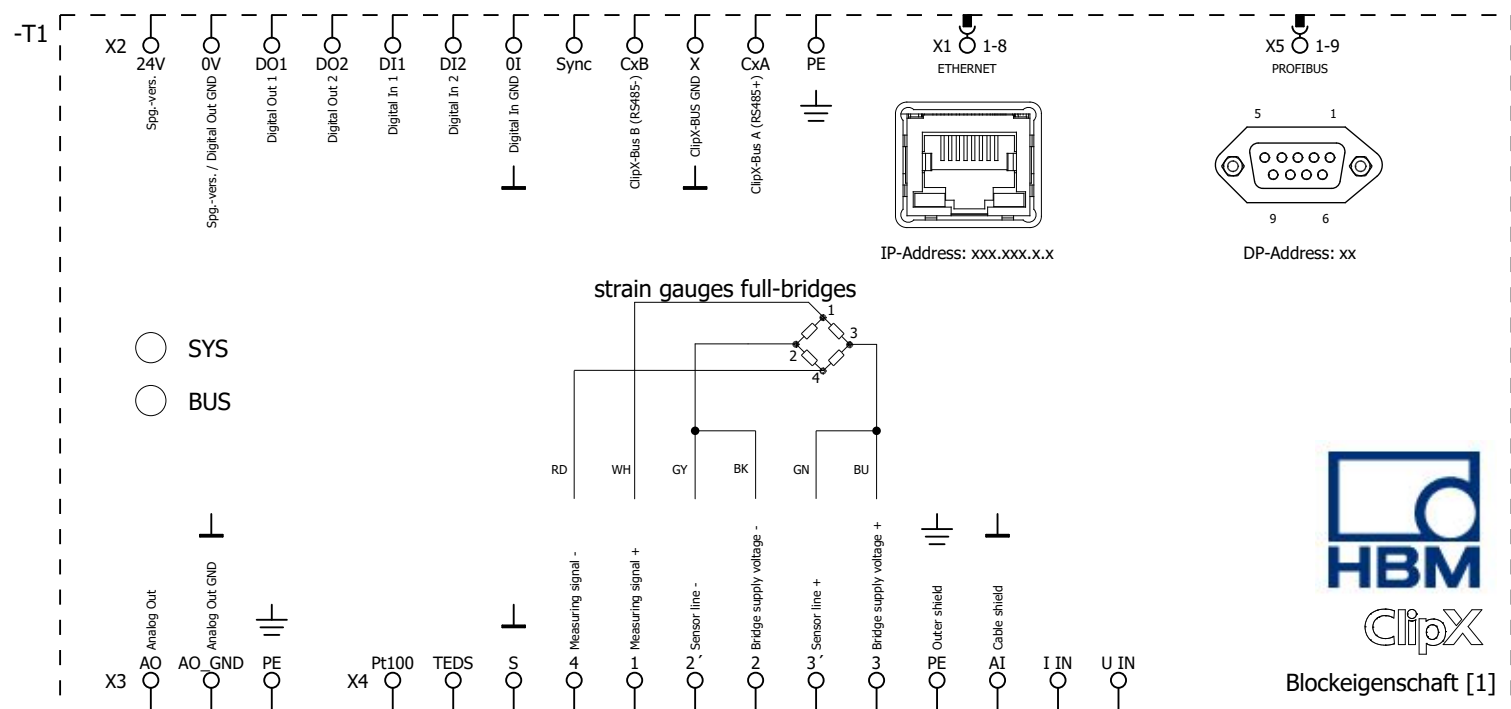 -T1
X2
24V
0V
DO1
DO2
DI1
DI2
0I
Sync
CxB
X
CxA
PE
X1 1-8
ETHERNET
X5 1-9
PROFIBUS
Spg.-vers.
Spg.-vers. / Digital Out GND
Digital Out 1
Digital Out 2
Digital In 1
Digital In 2
Digital In GND
ClipX-Bus B (RS485-)
ClipX-BUS GND
ClipX-Bus A (RS485+)
5 1
9 6
IP-Address: xxx.xxx.x.x
DP-Address: xx
strain gauges full-bridges
1
3
2
4
SYS
BUS
RD
WH
GY
BK
GN
BU
Analog Out
Analog Out GND
Measuring signal -
Measuring signal +
Sensor line -
Bridge supply voltage -
Sensor line +
Bridge supply voltage +
Outer shield
Cable shield
HBM
ClipX
X3
AO
AO_GND
PE
X4
Pt100
TEDS
S
4
1
2´
2
3´
3
PE
AI
I IN
U IN
Blockeigenschaft [1]